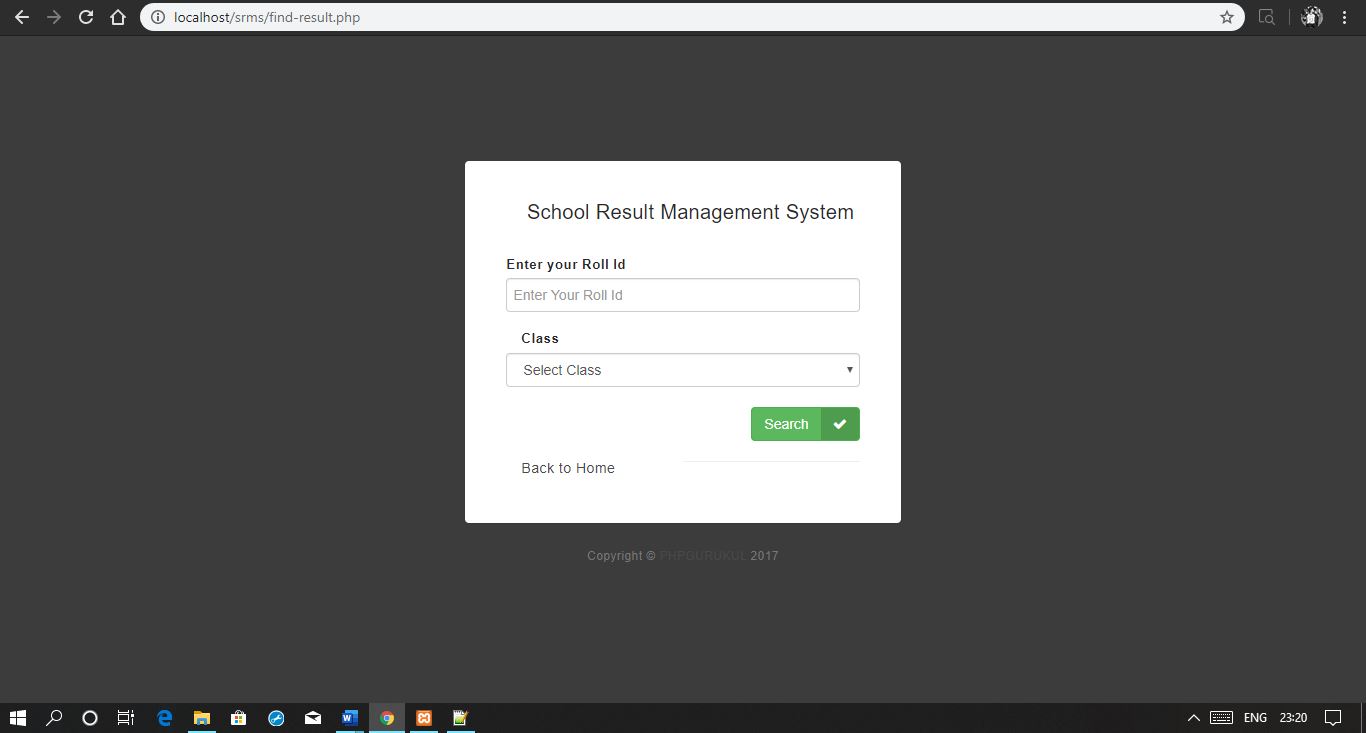 localhost/srms/find-result.php
School Result Management System
Enter your Roll Id
Enter Your Roll Id
Class
Select Class
Search
Back to Home
Copyright © PHPGURUKUL 2017
ENG 23:20